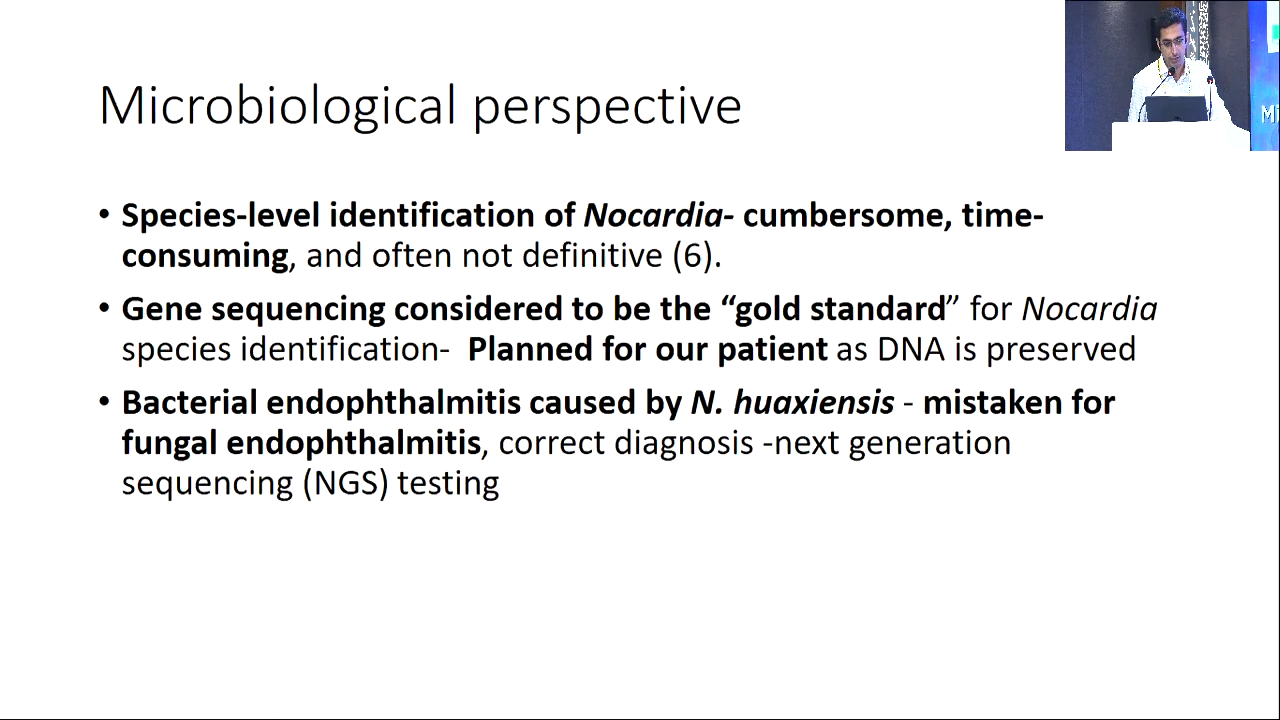 Microbiological perspective
• Species-level identification of Nocardia- cumbersome, time-
consuming, and often not definitive (6).
• Gene sequencing considered to be the “gold standard” for Nocardia
species identification- Planned for our patient as DNA is preserved
• Bacterial endophthalmitis caused by N. huaxiensis - mistaken for
fungal endophthalmitis, correct diagnosis -next generation
sequencing (NGS) testing